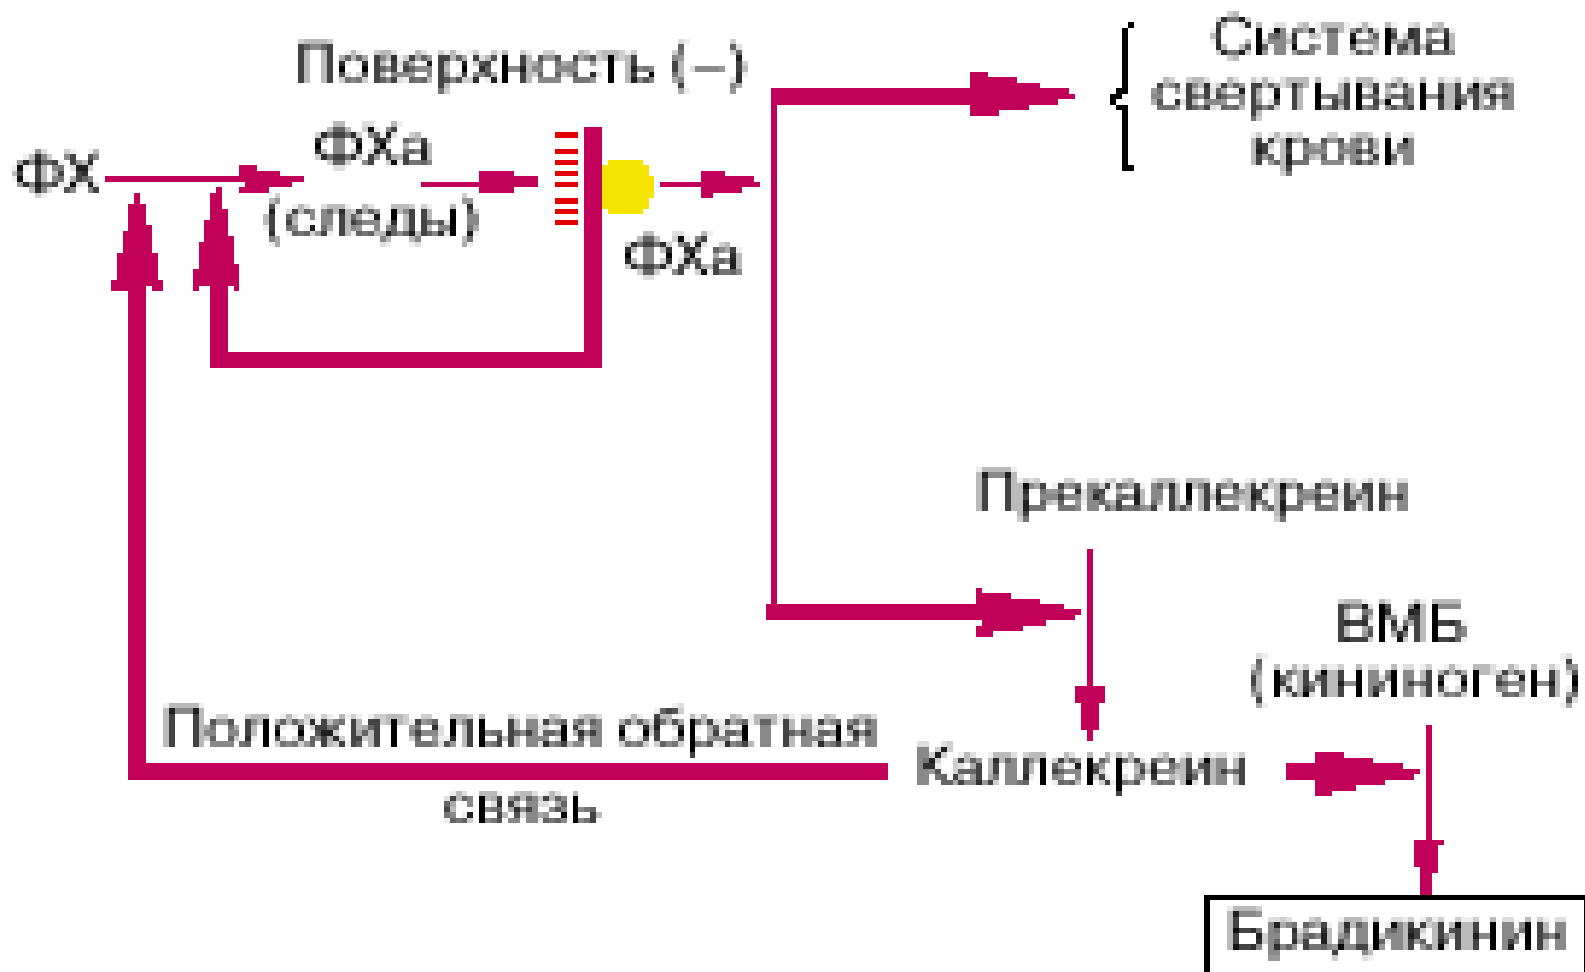 Поверхность (–)
ФХ
ФХа
(следы)
ФХа
Система
свертывания
крови
Прекаллекреин
ВМБ
(кининоген)
Положительная обратная
связь
Каллекреин
Брадикинин